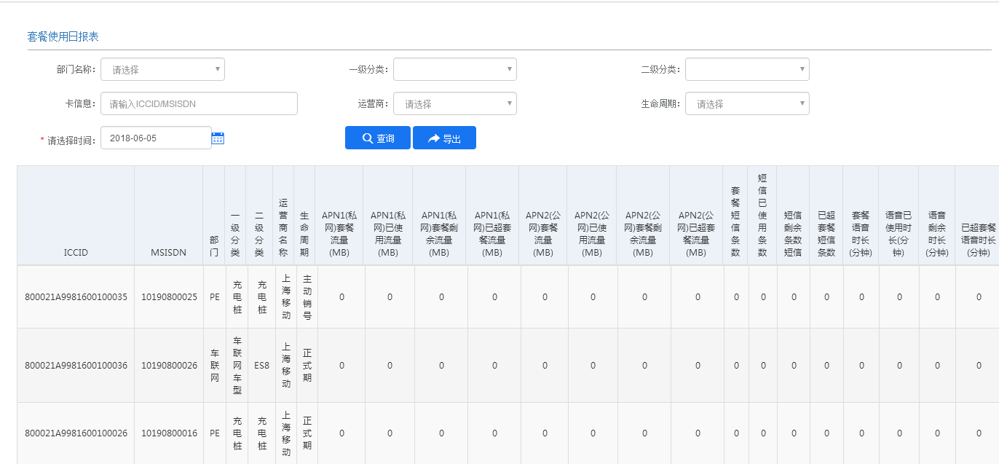 套餐使用日报表
部门名称： 请选择 一级分类： 二级分类：
卡信息： 请输入ICCID/MSISDN 运营商： 请选择 生命周期： 请选择
* 请选择时间： 2018-06-05 查询 导出
ICCID MSISDN 部门 一级分类 二级分类 运营商名称 生命周期 APN1(私网)套餐流量(MB) APN1(私网)已使用流量(MB) APN1(私网)套餐剩余流量(MB) APN1(私网)已超套餐流量(MB) APN2(公网)套餐流量(MB) APN2(公网)已使用流量(MB) APN2(公网)套餐剩余流量(MB) APN2(公网)已超套餐流量(MB) 套餐短信条数 短信已使用条数 短信剩余条数短信 已超套餐短信条数 套餐语音时长(分钟) 语音已使用时长(分钟) 语音剩余时长(分钟) 已超套餐语音时长(分钟)
800021A9981600100035 10190800025 PE 充电桩 充电桩 上海移动 主动销号 0 0 0 0 0 0 0 0 0 0 0 0 0 0 0 0
800021A9981600100036 10190800026 车联网 车联网车型 ES8 上海移动 正式期 0 0 0 0 0 0 0 0 0 0 0 0 0 0 0 0
800021A9981600100026 10190800016 PE 充电桩 充电桩 上海移动 正式期 0 0 0 0 0 0 0 0 0 0 0 0 0 0 0 0